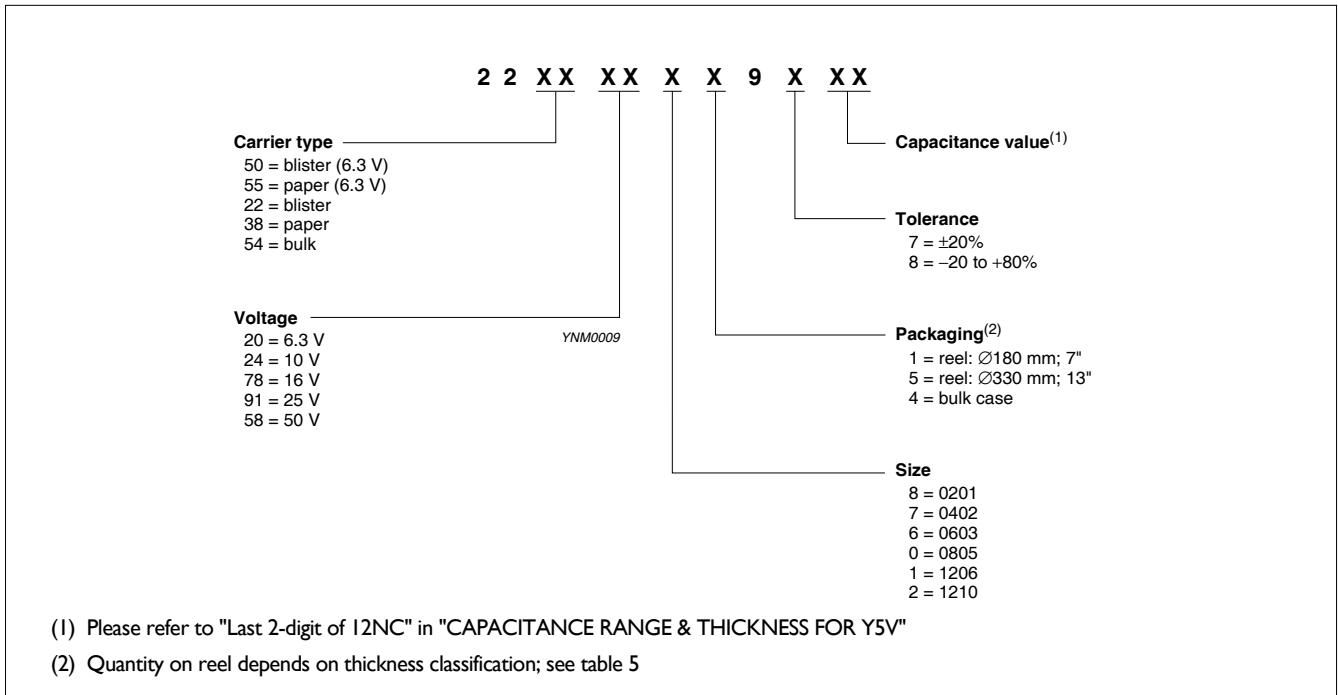 2 2 X X X X X X 9 X X X
Carrier type
50 = blister (6.3 V)
55 = paper (6.3 V)
22 = blister
38 = paper
54 = bulk
Voltage
20 = 6.3 V
24 = 10 V
78 = 16 V
91 = 25 V
58 = 50 V
YNM0009
Capacitance value(1)
Tolerance
7 = ±20%
8 = −20 to +80%
Packaging(2)
1 = reel: ∅180 mm; 7"
5 = reel: ∅330 mm; 13"
4 = bulk case
Size
8 = 0201
7 = 0402
6 = 0603
0 = 0805
1 = 1206
2 = 1210
(1) Please refer to "Last 2-digit of 12NC" in "CAPACITANCE RANGE & THICKNESS FOR Y5V"
(2) Quantity on reel depends on thickness classification; see table 5